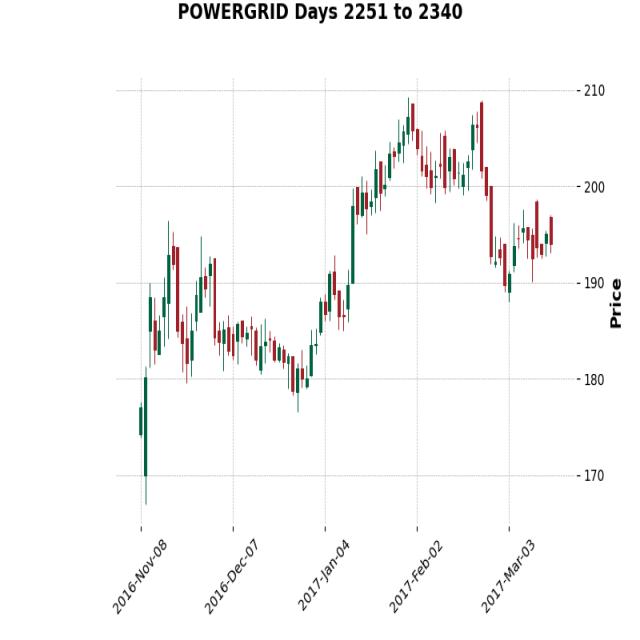 POWERGRID Days 2251 to 2340
210
200
190
180
170
Price
2016-Nov-08
2016-Dec-07
2017-Jan-04
2017-Feb-02
2017-Mar-03